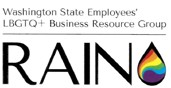 Washington State Employees'
LBGTQ+ Business Resource Group
RAIN